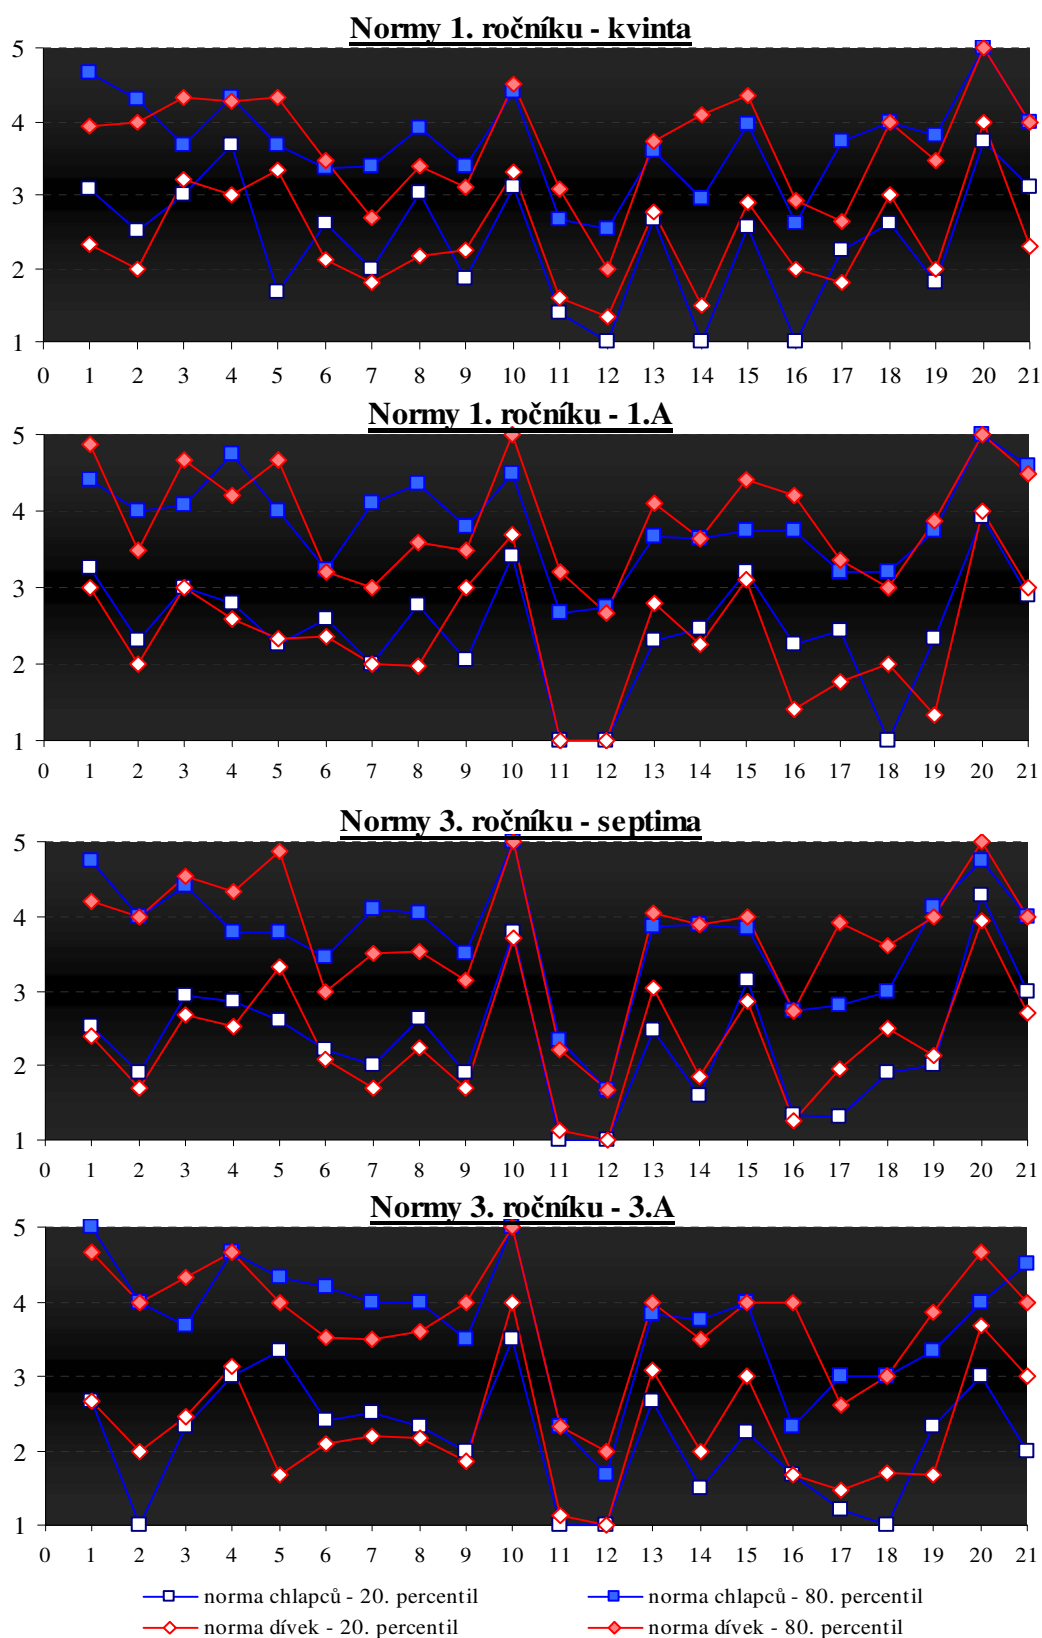 Normy 1. ročníku - kvinta
5
4
3
2
1
0 1 2 3 4 5 6 7 8 9 10 11 12 13 14 15 16 17 18 19 20 21
Normy 1. ročníku - 1.A
5
4
3
2
1
0 1 2 3 4 5 6 7 8 9 10 11 12 13 14 15 16 17 18 19 20 21
Normy 3. ročníku - septima
5
4
3
2
1
0 1 2 3 4 5 6 7 8 9 10 11 12 13 14 15 16 17 18 19 20 21
Normy 3. ročníku - 3.A
5
4
3
2
1
0 1 2 3 4 5 6 7 8 9 10 11 12 13 14 15 16 17 18 19 20 21
norma chlapců - 20. percentil norma chlapců - 80. percentil
norma dívek - 20. percentil norma dívek - 80. percentil